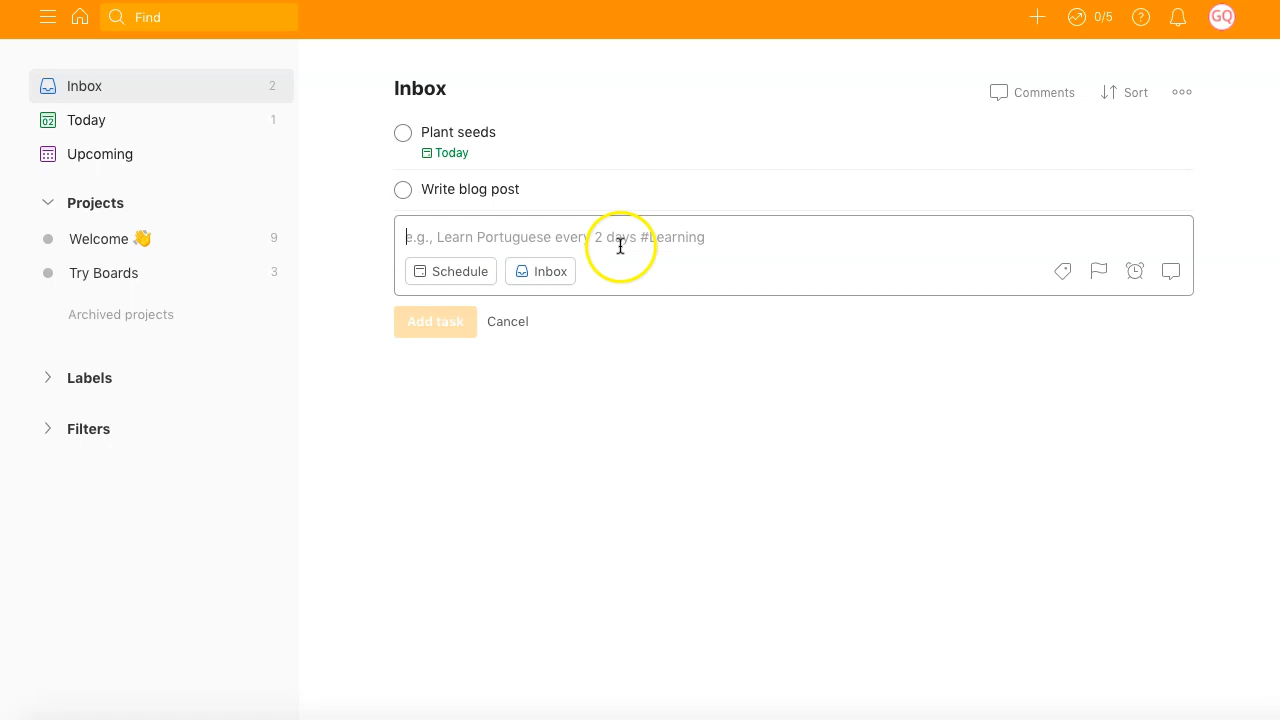 Find
0/5
GQ
Inbox 2
02 Today 1
Upcoming
Projects
Welcome 👋 9
Try Boards 3
Archived projects
Labels
Filters
Inbox
Comments
Sort
Plant seeds
Today
Write blog post
e.g., Learn Portuguese every 2 days #Learning
Schedule
Inbox
Add task
Cancel